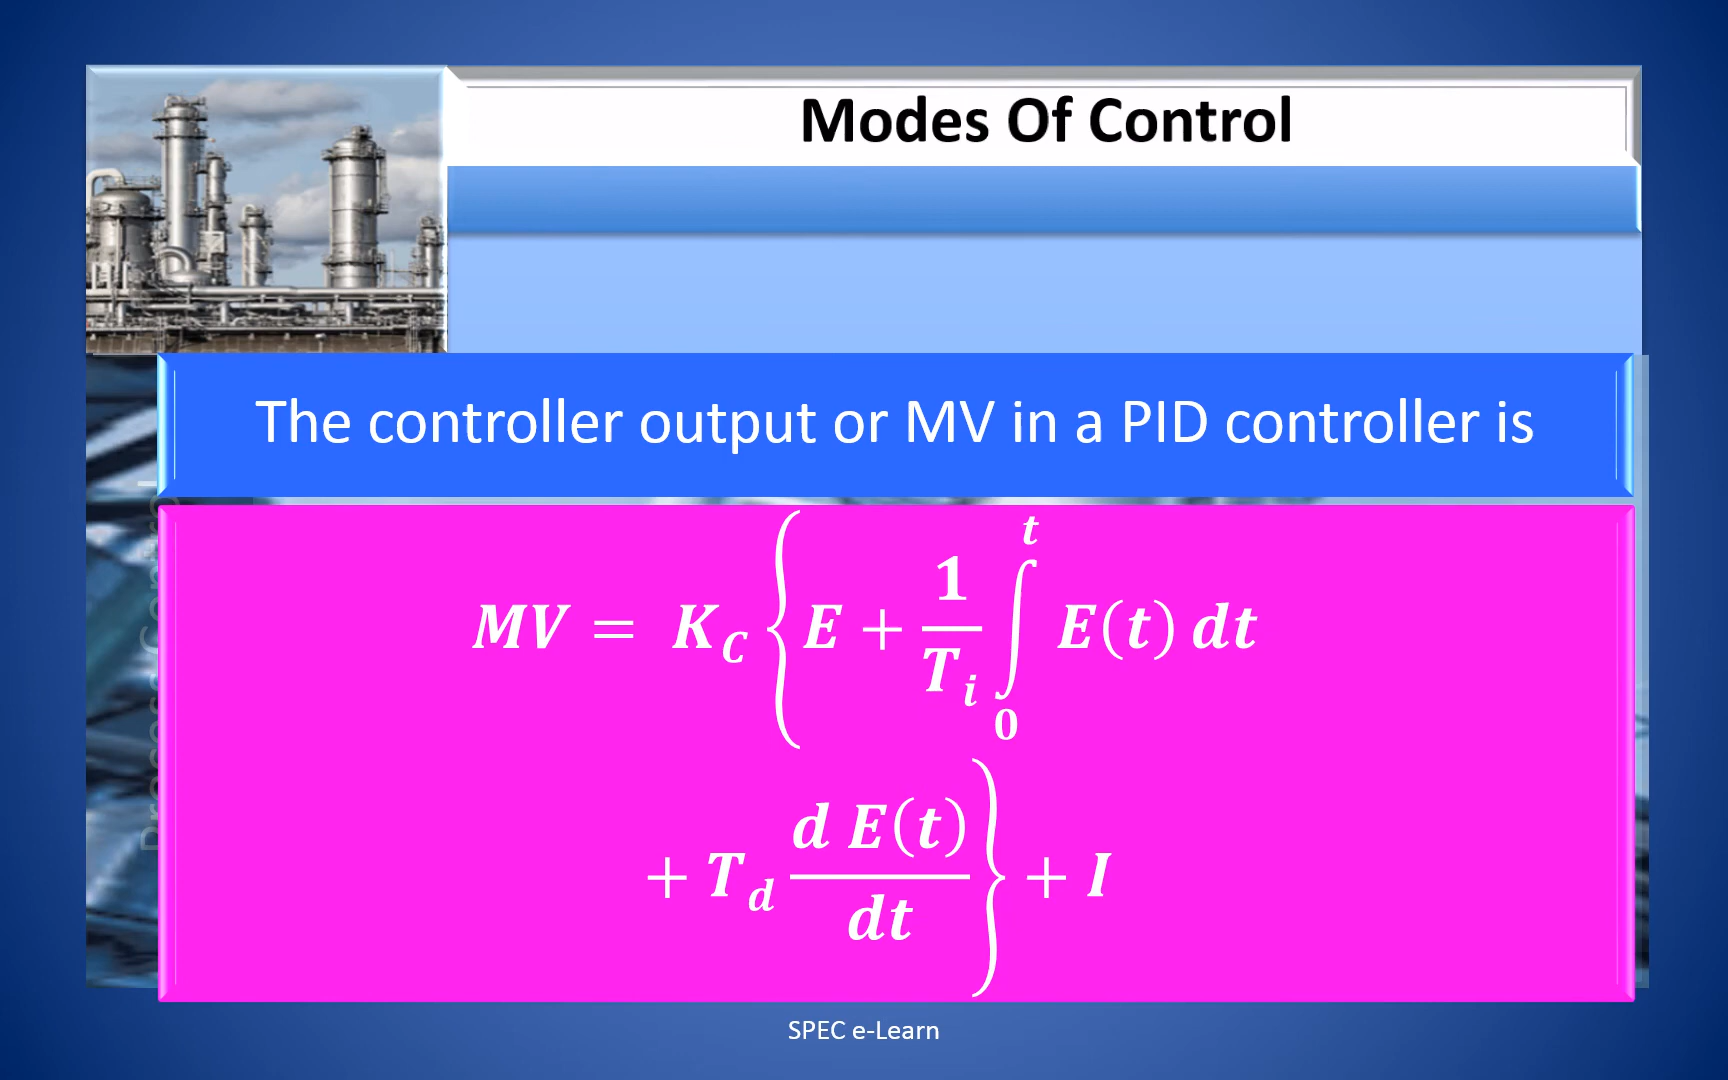 Modes Of Control
The controller output or MV in a PID controller is
MV = K_C { E + 1/T_i ∫_0^t E(t) dt
+ T_d d E(t)/dt } + I
SPEC e-Learn